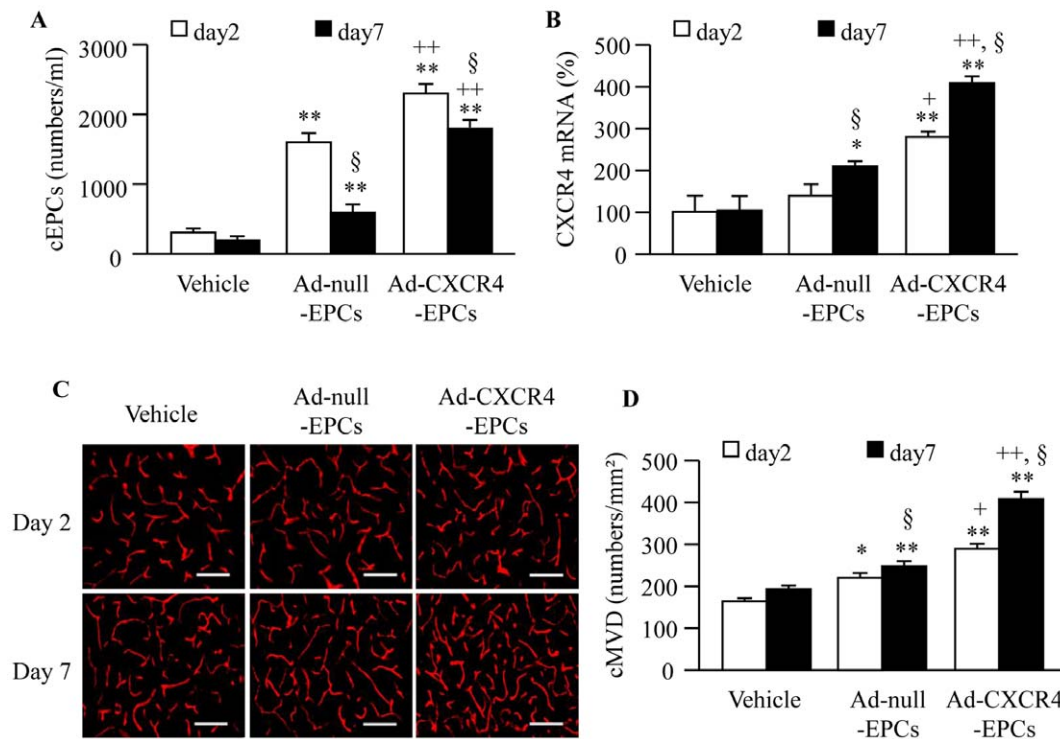 A
day2
day7
3000
2000
1000
0
cEPCs (numbers/ml)
**
§
**
++
**
§
++
**
Vehicle
Ad-null
-EPCs
Ad-CXCR4
-EPCs
B
day2
day7
500
400
300
200
100
0
CXCR4 mRNA (%)
§
*
+
**
++, §
**
Vehicle
Ad-null
-EPCs
Ad-CXCR4
-EPCs
C
Vehicle
Ad-null
-EPCs
Ad-CXCR4
-EPCs
Day 2
Day 7
D
day2
day7
500
400
300
200
100
0
cMVD (numbers/mm²)
*
§
**
+
**
++, §
**
Vehicle
Ad-null
-EPCs
Ad-CXCR4
-EPCs